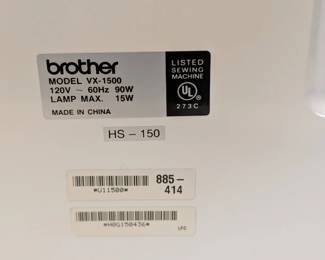 brother
MODEL VX-1500
120V ~ 60Hz 90W
LAMP MAX. 15W
MADE IN CHINA
LISTED
SEWING
MACHINE
UL
273C
HS - 150
885-
414
*U11500*
*H0G150436*